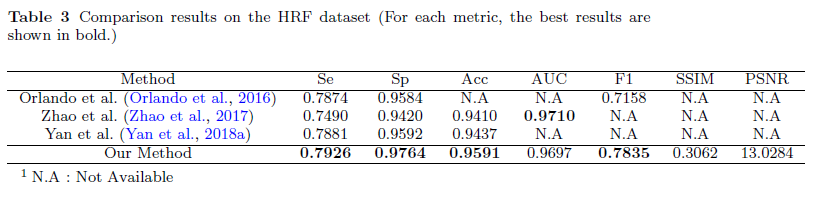 Table 3 Comparison results on the HRF dataset (For each metric, the best results are
shown in bold.)
Method Se Sp Acc AUC F1 SSIM PSNR
Orlando et al. (Orlando et al., 2016) 0.7874 0.9584 N.A N.A 0.7158 N.A N.A
Zhao et al. (Zhao et al., 2017) 0.7490 0.9420 0.9410 0.9710 N.A N.A N.A
Yan et al. (Yan et al., 2018a) 0.7881 0.9592 0.9437 N.A N.A N.A N.A
Our Method 0.7926 0.9764 0.9591 0.9697 0.7835 0.3062 13.0284
1 N.A : Not Available